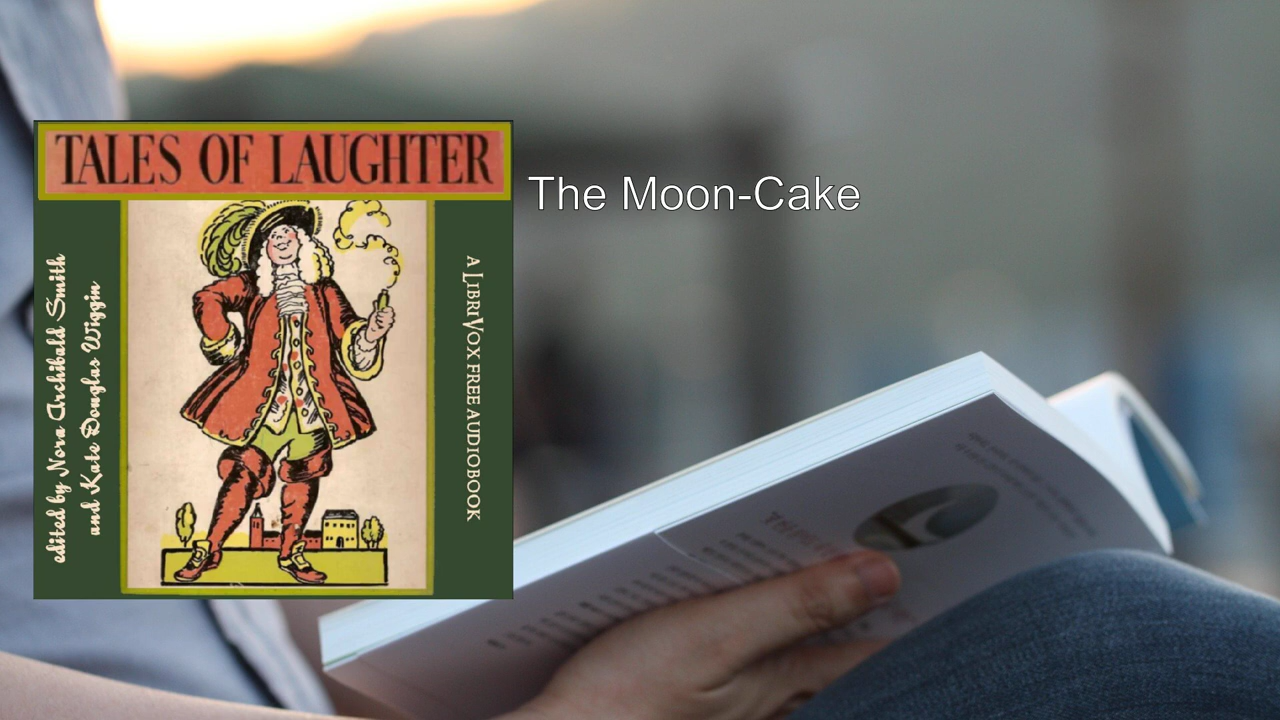 TALES OF LAUGHTER
The Moon-Cake
edited by Nora Archibald Smith
and Kate Douglas Wiggin
A LIBRIVOX FREE AUDIOBOOK